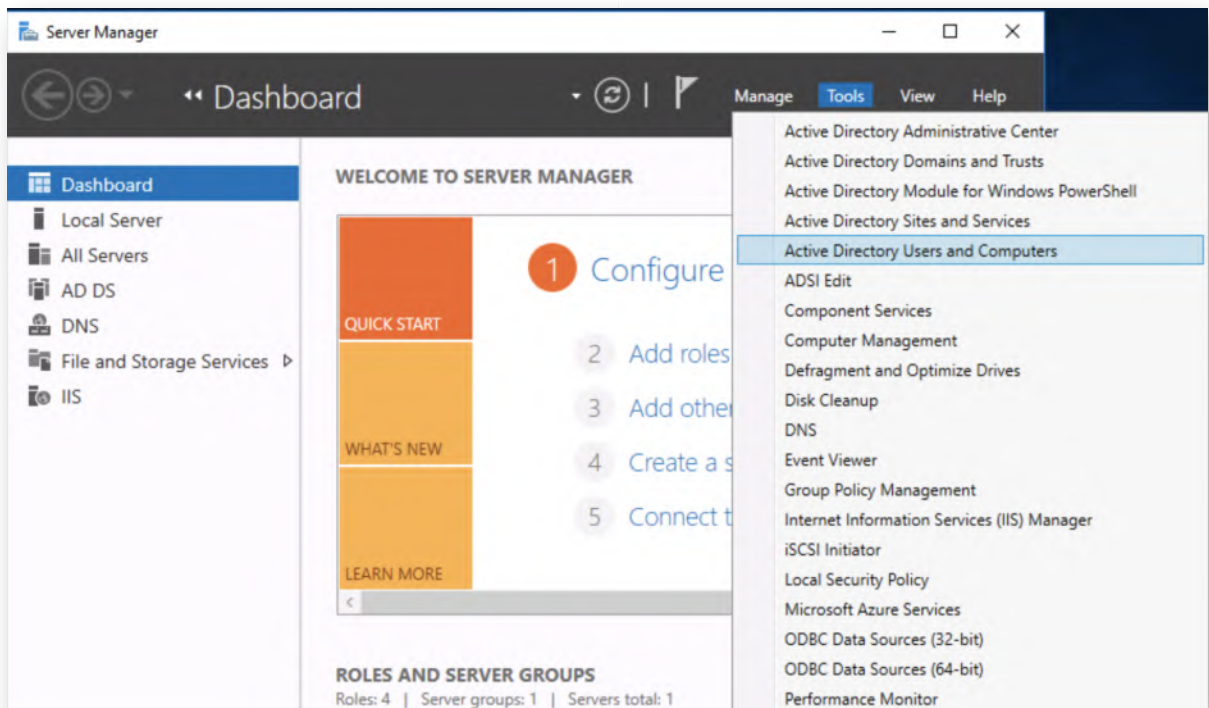 Server Manager
Dashboard
Manage Tools View Help
Dashboard
Local Server
All Servers
AD DS
DNS
File and Storage Services
IIS
WELCOME TO SERVER MANAGER
QUICK START
WHAT'S NEW
LEARN MORE
1 Configure
2 Add roles
3 Add other
4 Create a s
5 Connect t
ROLES AND SERVER GROUPS
Roles: 4 | Server groups: 1 | Servers total: 1
Active Directory Administrative Center
Active Directory Domains and Trusts
Active Directory Module for Windows PowerShell
Active Directory Sites and Services
Active Directory Users and Computers
ADSI Edit
Component Services
Computer Management
Defragment and Optimize Drives
Disk Cleanup
DNS
Event Viewer
Group Policy Management
Internet Information Services (IIS) Manager
iSCSI Initiator
Local Security Policy
Microsoft Azure Services
ODBC Data Sources (32-bit)
ODBC Data Sources (64-bit)
Performance Monitor